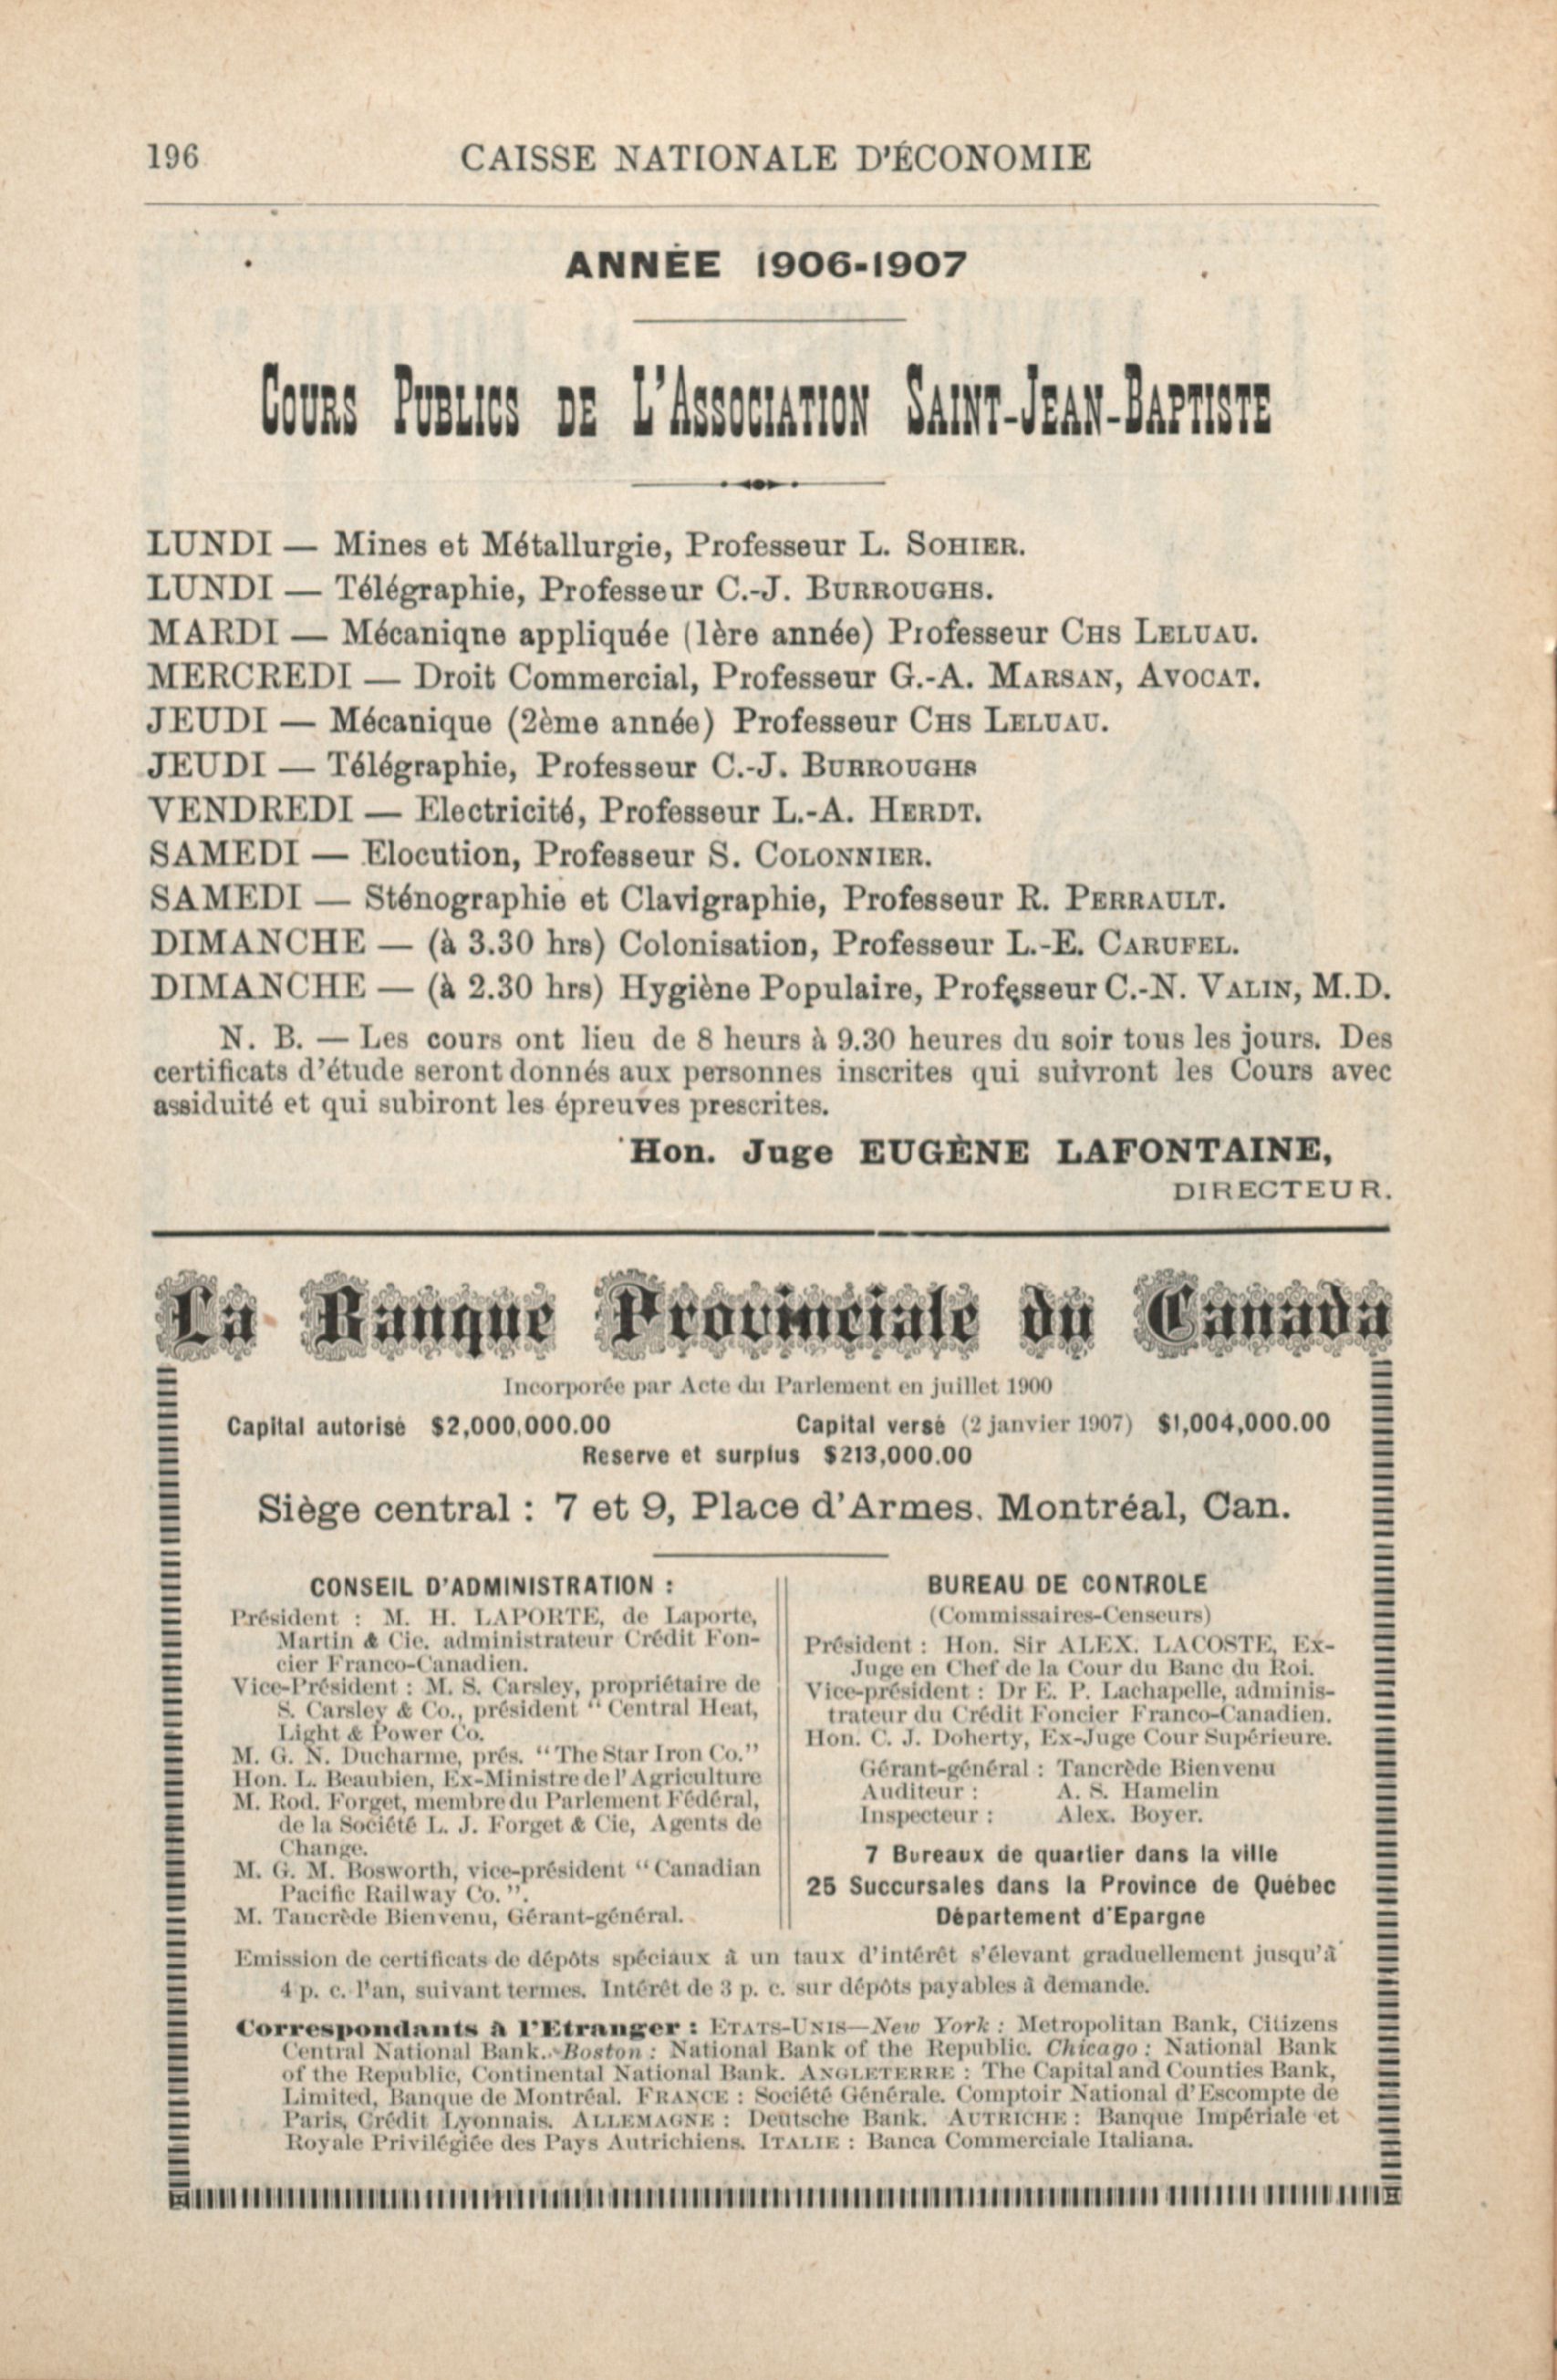 196
CAISSE NATIONALE D'ÉCONOMIE
ANNÉE 1906-1907
Cours Publics de L'Association Saint-Jean-Baptiste
LUNDI — Mines et Métallurgie, Professeur L. Sohier.
LUNDI — Télégraphie, Professeur C.-J. Burroughs.
MARDI — Mécaniqne appliquée (1ère année) Professeur Chs Leluau.
MERCREDI — Droit Commercial, Professeur G.-A. Marsan, Avocat.
JEUDI — Mécanique (2ème année) Professeur Chs Leluau.
JEUDI — Télégraphie, Professeur C.-J. Burroughs
VENDREDI — Electricité, Professeur L.-A. Herdt.
SAMEDI — Elocution, Professeur S. Colonnier.
SAMEDI — Sténographie et Clavigraphie, Professeur R. Perrault.
DIMANCHE — (à 3.30 hrs) Colonisation, Professeur L.-E. Carufel.
DIMANCHE — (à 2.30 hrs) Hygiène Populaire, Professeur C.-N. Valin, M.D.
N. B. — Les cours ont lieu de 8 heurs à 9.30 heures du soir tous les jours. Des
certificats d'étude seront donnés aux personnes inscrites qui suivront les Cours avec
assiduité et qui subiront les épreuves prescrites.
Hon. Juge EUGÈNE LAFONTAINE,
DIRECTEUR.
La Banque Provinciale du Canada
Incorporée par Acte du Parlement en juillet 1900
Capital autorisé $2,000,000.00 Capital versé (2 janvier 1907) $1,004,000.00
Reserve et surplus $213,000.00
Siège central : 7 et 9, Place d'Armes. Montréal, Can.
CONSEIL D'ADMINISTRATION :
Président : M. H. LAPORTE, de Laporte,
Martin & Cie. administrateur Crédit Fon-
cier Franco-Canadien.
Vice-Président : M. S. Carsley, propriétaire de
S. Carsley & Co., président "Central Heat,
Light & Power Co.
M. G. N. Ducharme, prés. "The Star Iron Co."
Hon. L. Beaubien, Ex-Ministre de l'Agriculture
M. Rod. Forget, membre du Parlement Fédéral,
de la Société L. J. Forget & Cie, Agents de
Change.
M. G. M. Bosworth, vice-président "Canadian
Pacific Railway Co.".
M. Tancrède Bienvenu, Gérant-général.
BUREAU DE CONTROLE
(Commissaires-Censeurs)
Président : Hon. Sir ALEX. LACOSTE, Ex-
Juge en Chef de la Cour du Banc du Roi.
Vice-président : Dr E. P. Lachapelle, adminis-
trateur du Crédit Foncier Franco-Canadien.
Hon. C. J. Doherty, Ex-Juge Cour Supérieure.
Gérant-général : Tancrède Bienvenu
Auditeur : A. S. Hamelin
Inspecteur : Alex. Boyer.
7 Bureaux de quartier dans la ville
25 Succursales dans la Province de Québec
Département d'Epargne
Emission de certificats de dépôts spéciaux à un taux d'intérêt s'élevant graduellement jusqu'à
4 p. c. l'an, suivant termes. Intérêt de 3 p. c. sur dépôts payables à demande.
Correspondants à l'Etranger : Etats-Unis—New York : Metropolitan Bank, Citizens
Central National Bank. Boston : National Bank of the Republic. Chicago : National Bank
of the Republic, Continental National Bank. Angleterre : The Capital and Counties Bank,
Limited, Banque de Montréal. France : Société Générale. Comptoir National d'Escompte de
Paris, Crédit Lyonnais. Allemagne : Deutsche Bank. Autriche : Banque Impériale et
Royale Privilégiée des Pays Autrichiens. Italie : Banca Commerciale Italiana.